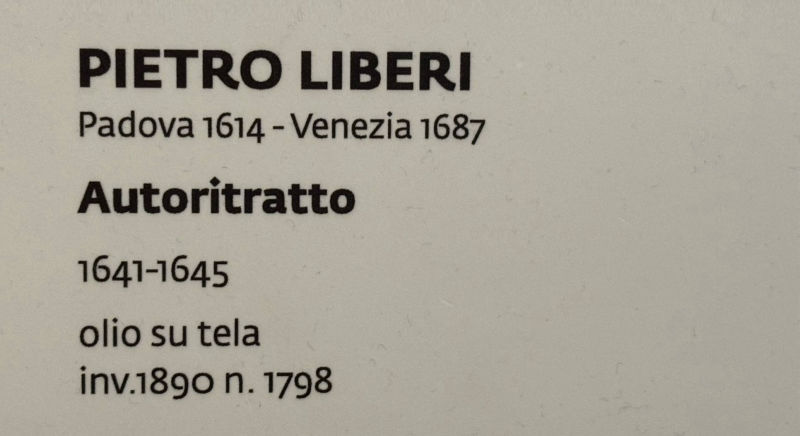 PIETRO LIBERI
Padova 1614 - Venezia 1687
Autoritratto
1641-1645
olio su tela
inv.1890 n. 1798